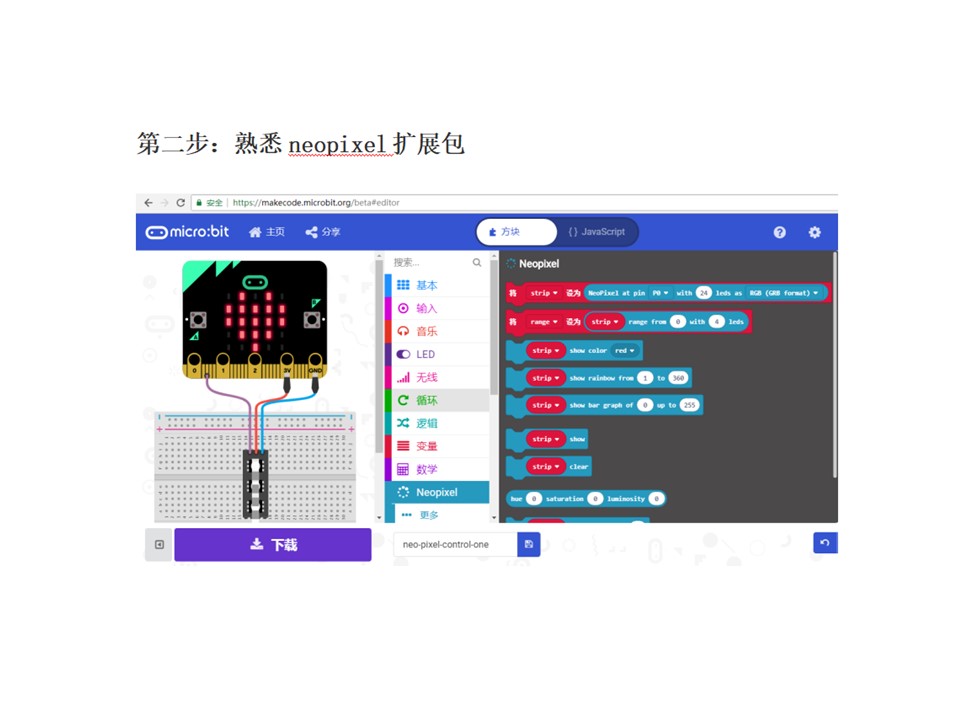 第二步：熟悉 neopixel 扩展包
安全 https://makecode.microbit.org/beta#editor
micro:bit 主页 分享 方块 {} JavaScript
搜索...
基本
输入
音乐
LED
无线
循环
逻辑
变量
数学
Neopixel
更多
Neopixel
将 strip 设为 NeoPixel at pin P0 with 24 leds as RGB (GRB format)
将 range 设为 strip range from 0 with 4 leds
strip show color red
strip show rainbow from 1 to 360
strip show bar graph of 0 up to 255
strip show
strip clear
hue 0 saturation 0 luminosity 0
0 1 2 3V GND
下载
neo-pixel-control-one